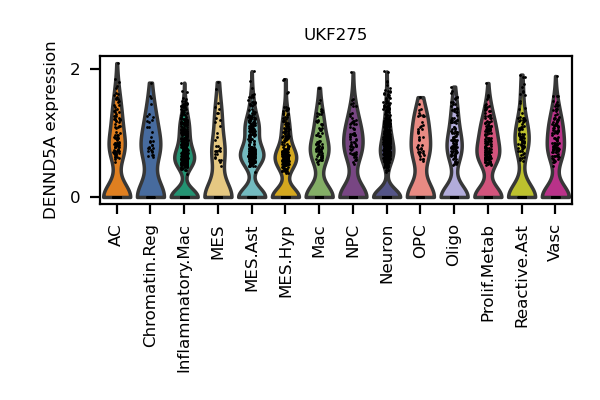 UKF275
DENND5A expression
2
0
AC
Chromatin.Reg
Inflammatory.Mac
MES
MES.Ast
MES.Hyp
Mac
NPC
Neuron
OPC
Oligo
Prolif.Metab
Reactive.Ast
Vasc